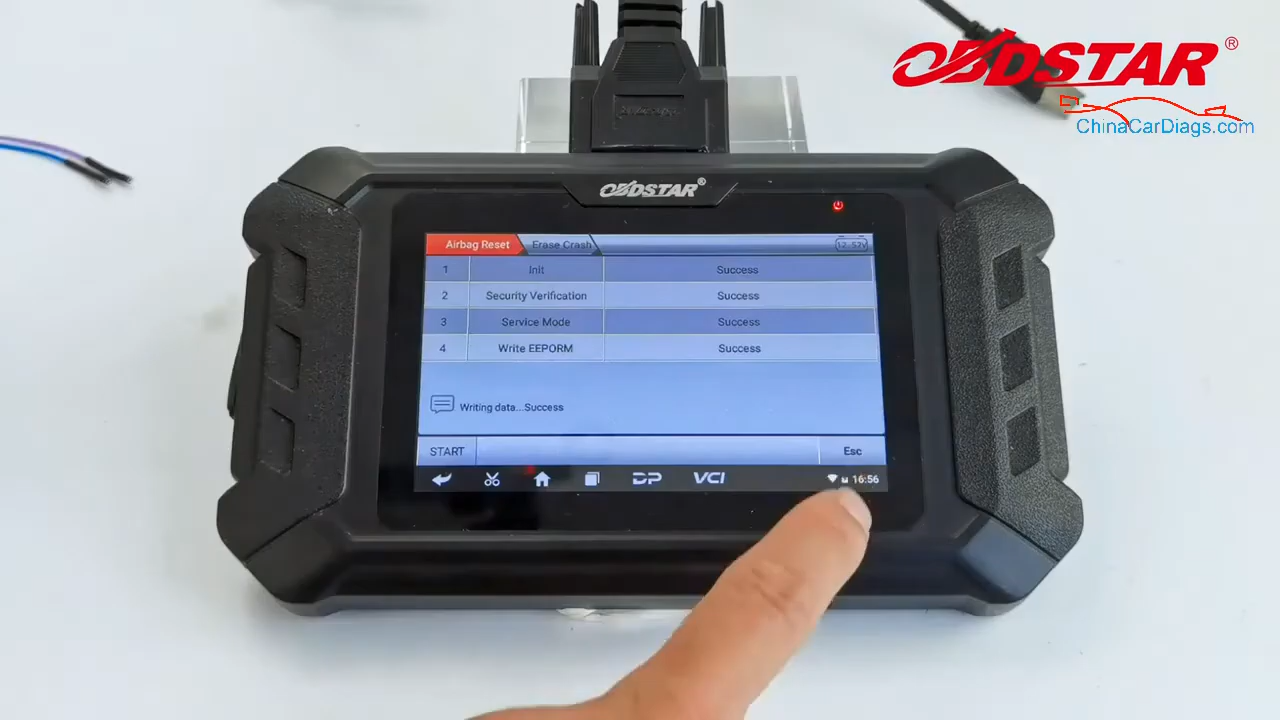 OBDSTAR®
ChinaCarDiags.com
OBDSTAR®
Airbag Reset Erase Crash 12.57V
1 Init Success
2 Security Verification Success
3 Service Mode Success
4 Write EEPORM Success
Writing data...Success
START Esc
DP VCI 16:56